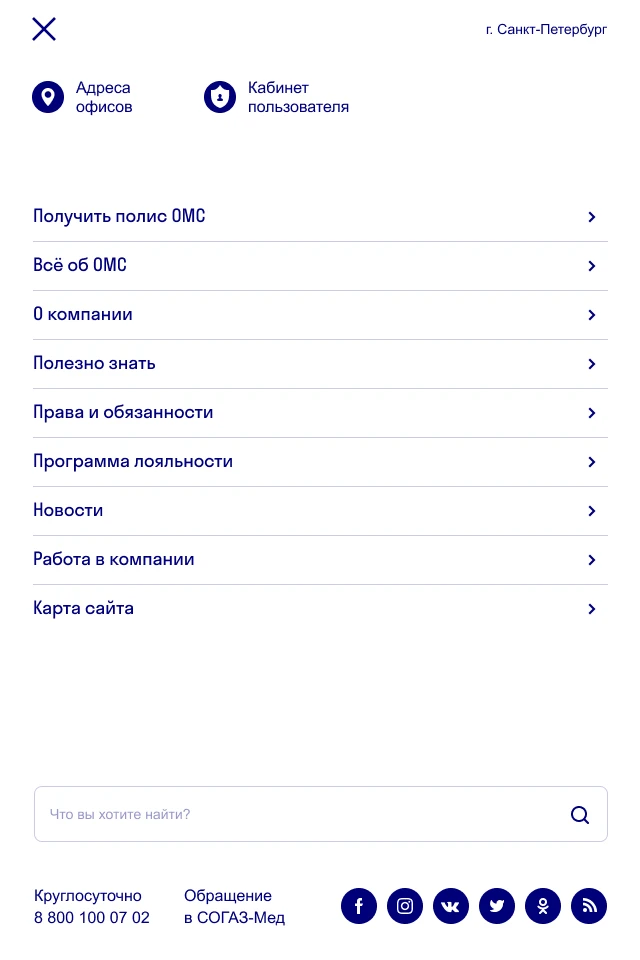 г. Санкт-Петербург
Адреса
офисов
Кабинет
пользователя
Получить полис ОМС
Всё об ОМС
О компании
Полезно знать
Права и обязанности
Программа лояльности
Новости
Работа в компании
Карта сайта
Что вы хотите найти?
Круглосуточно
8 800 100 07 02
Обращение
в СОГАЗ-Мед